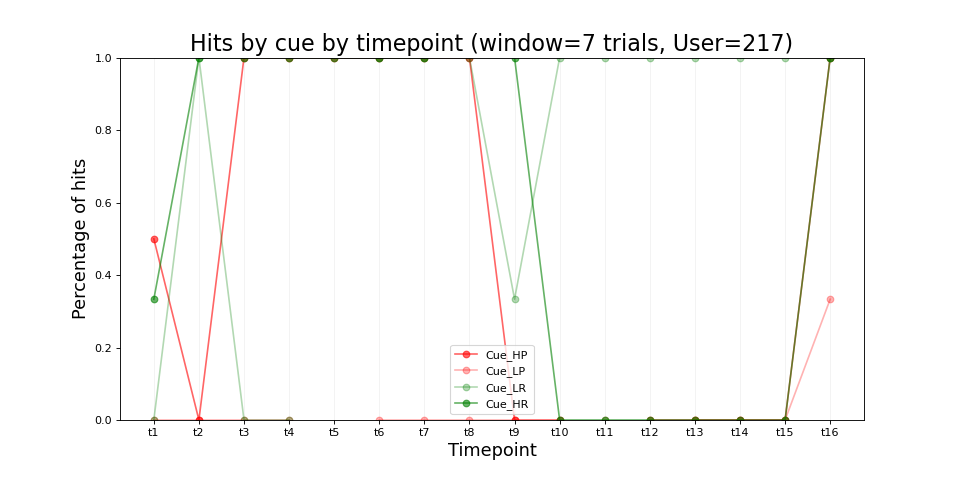 Hits by cue by timepoint (window=7 trials, User=217)
Percentage of hits
1.0
0.8
0.6
0.4
0.2
0.0
Cue_HP
Cue_LP
Cue_LR
Cue_HR
t1 t2 t3 t4 t5 t6 t7 t8 t9 t10 t11 t12 t13 t14 t15 t16
Timepoint